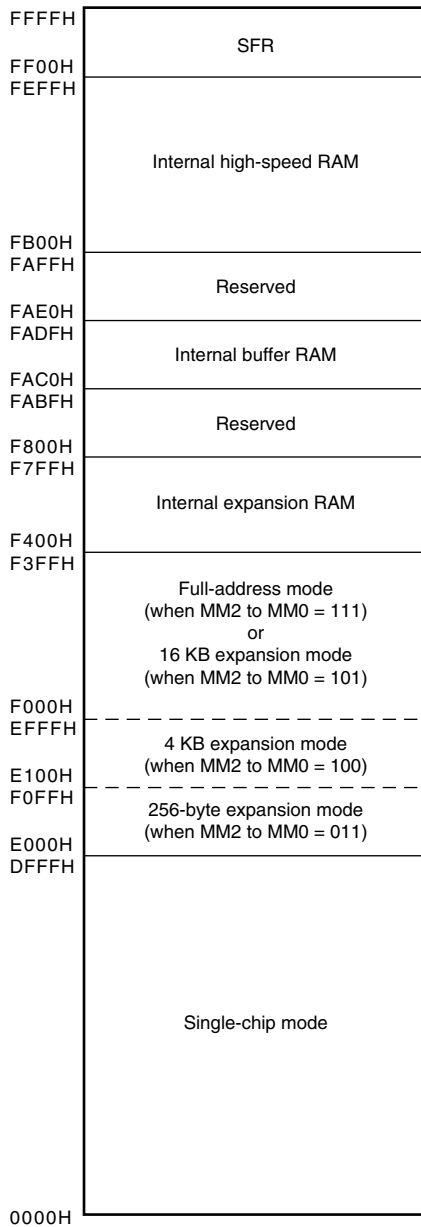 FFFFH
SFR
FF00H
FEFFH
Internal high-speed RAM
FB00H
FAFFH
Reserved
FAE0H
FADFH
Internal buffer RAM
FAC0H
FABFH
Reserved
F800H
F7FFH
Internal expansion RAM
F400H
F3FFH
Full-address mode
(when MM2 to MM0 = 111)
or
16 KB expansion mode
(when MM2 to MM0 = 101)
F000H
EFFFH
4 KB expansion mode
(when MM2 to MM0 = 100)
E100H
F0FFH
256-byte expansion mode
(when MM2 to MM0 = 011)
E000H
DFFFH
Single-chip mode
0000H